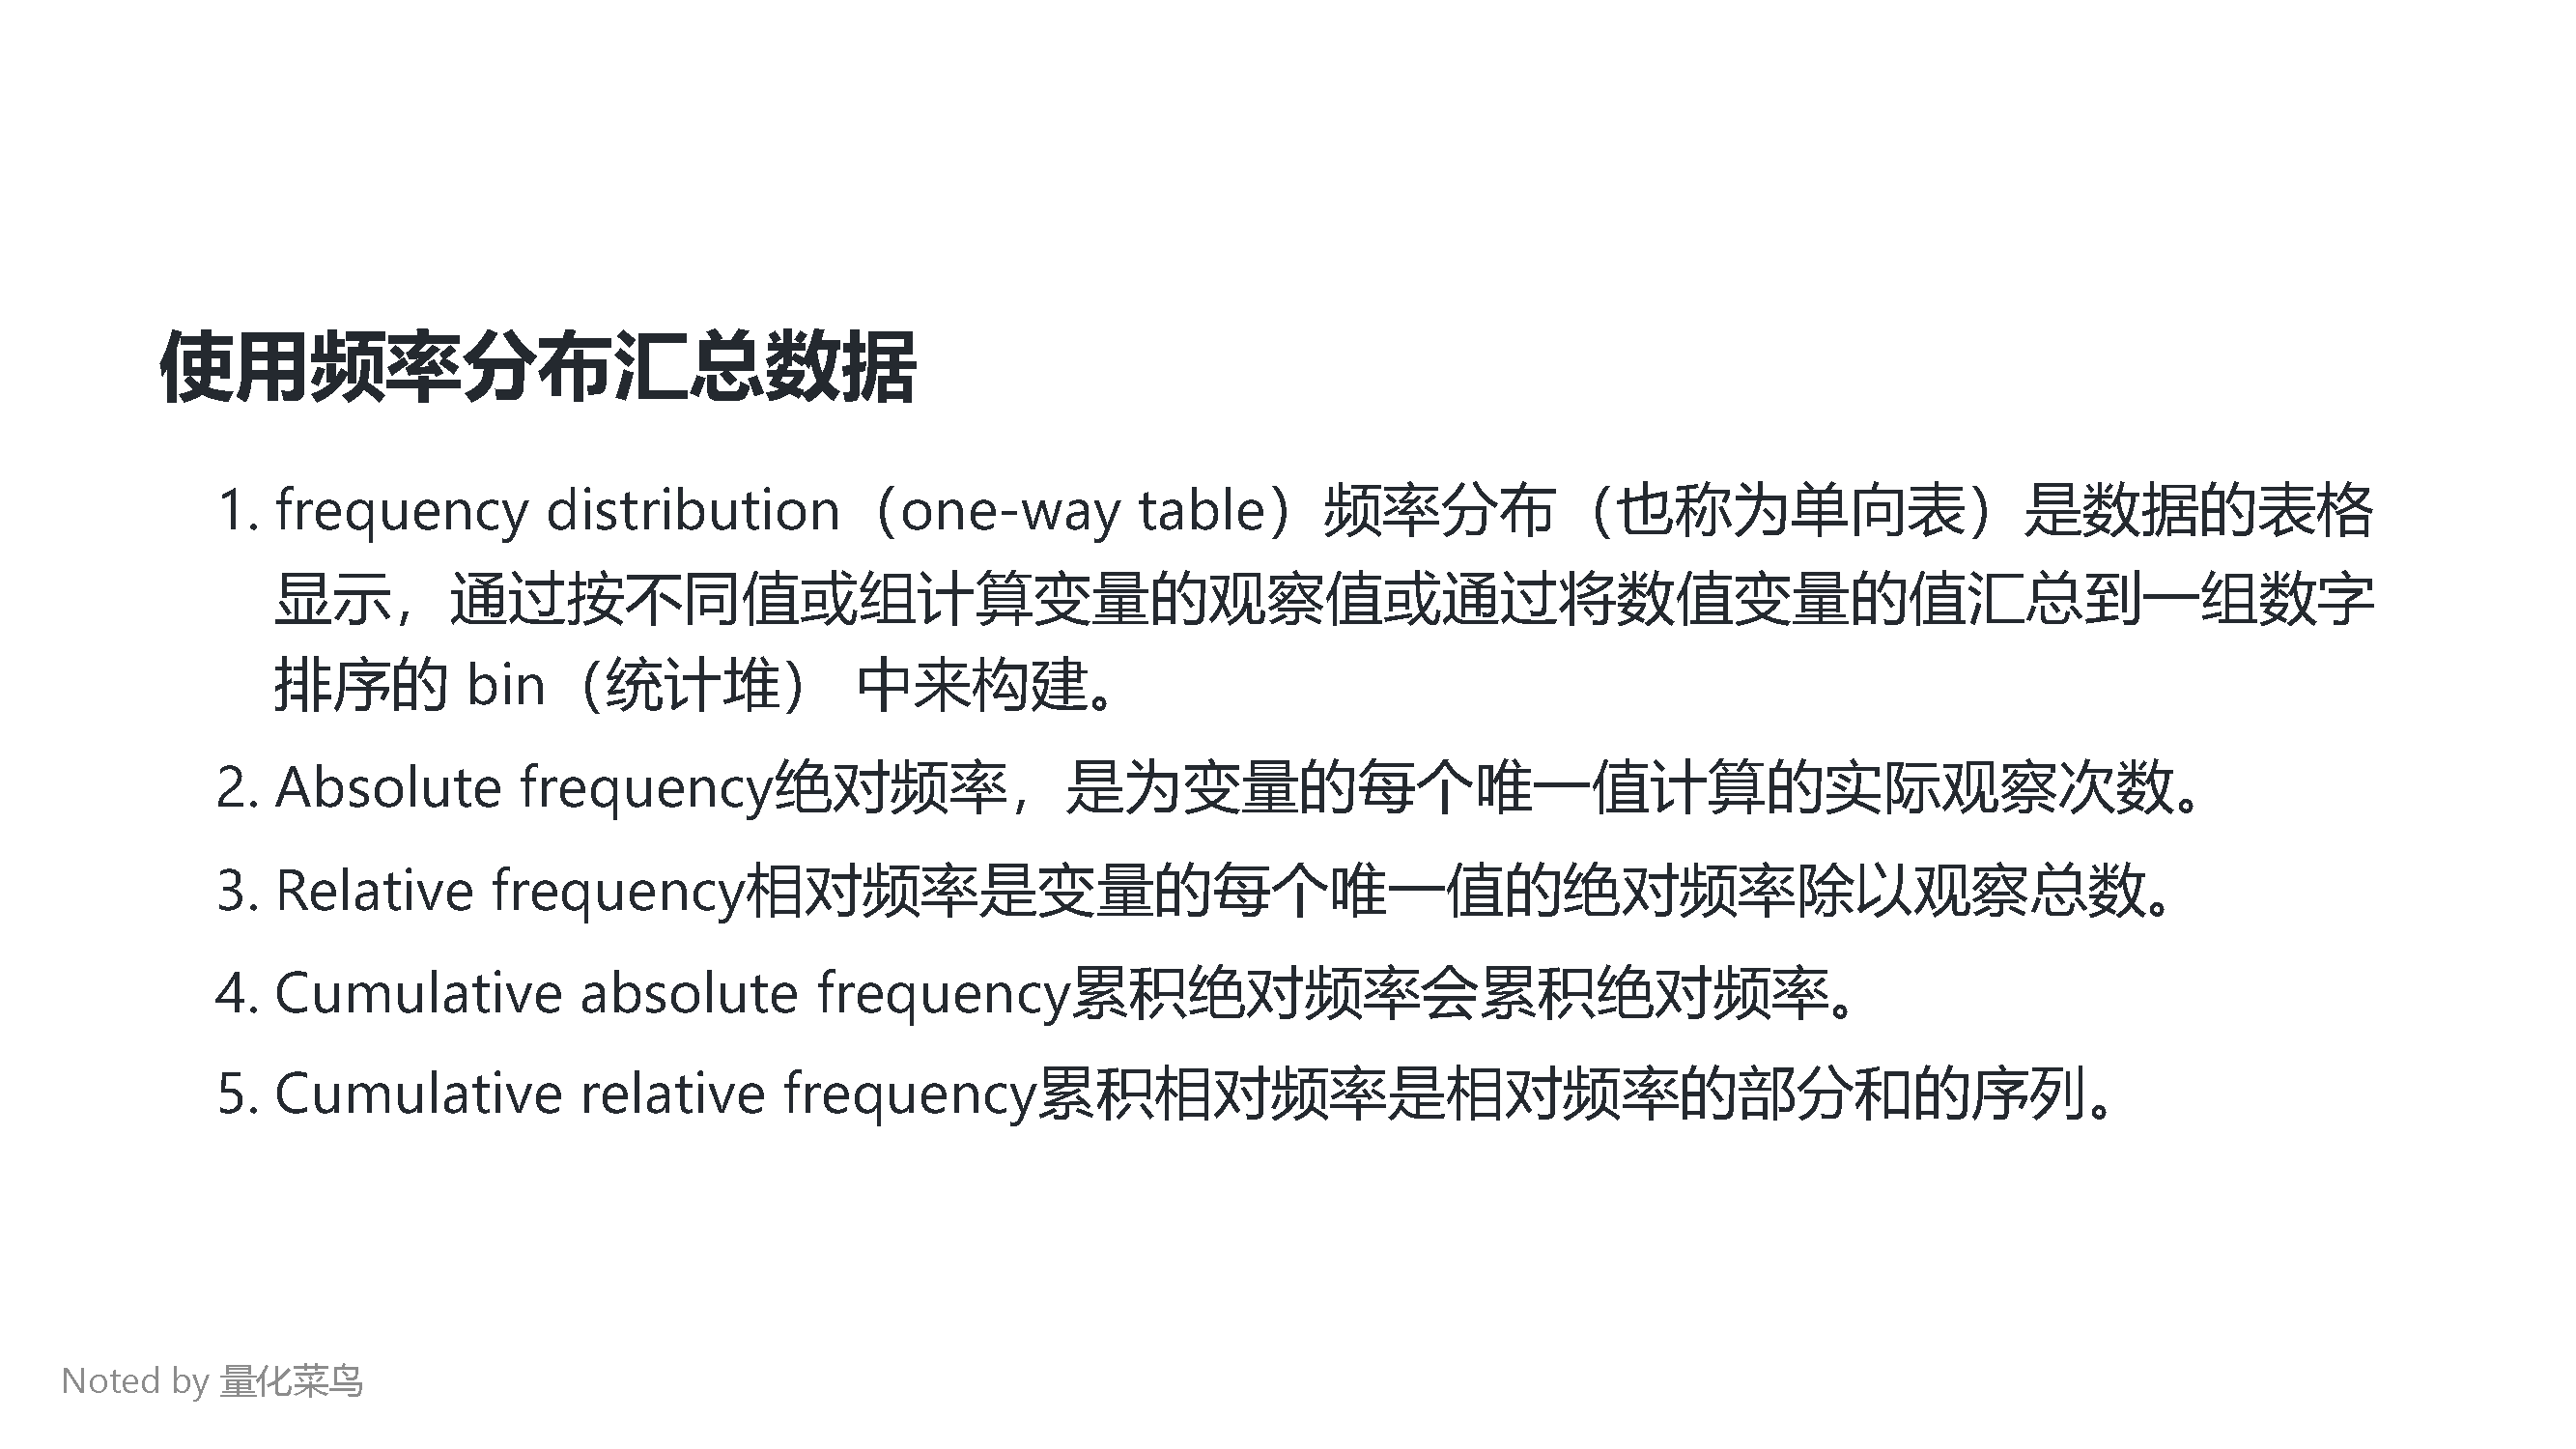 使用频率分布汇总数据
1. frequency distribution（one-way table）频率分布（也称为单向表）是数据的表格
显示，通过按不同值或组计算变量的观察值或通过将数值变量的值汇总到一组数字
排序的 bin（统计堆） 中来构建。
2. Absolute frequency绝对频率，是为变量的每个唯一值计算的实际观察次数。
3. Relative frequency相对频率是变量的每个唯一值的绝对频率除以观察总数。
4. Cumulative absolute frequency累积绝对频率会累积绝对频率。
5. Cumulative relative frequency累积相对频率是相对频率的部分和的序列。
Noted by 量化菜鸟